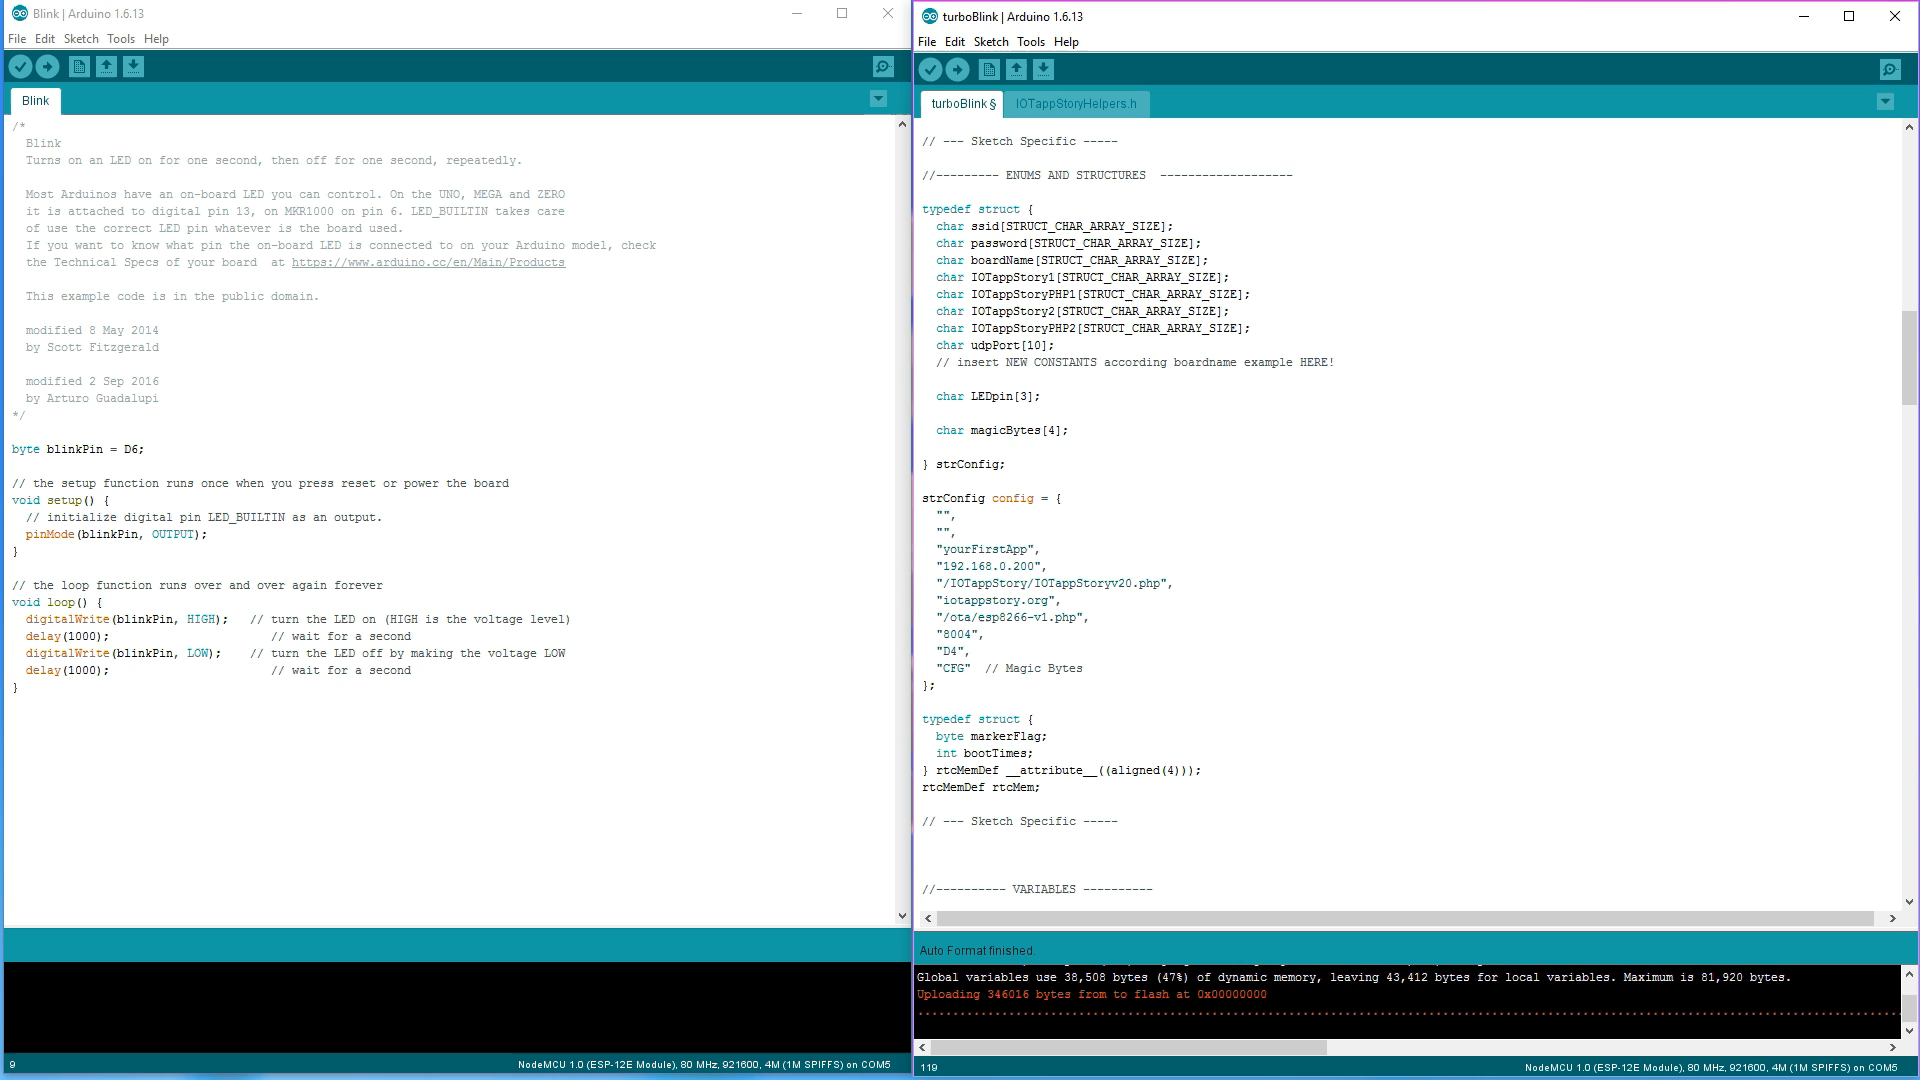 Blink | Arduino 1.6.13
File Edit Sketch Tools Help
Blink
/*
  Blink
  Turns on an LED on for one second, then off for one second, repeatedly.
  Most Arduinos have an on-board LED you can control. On the UNO, MEGA and ZERO
  it is attached to digital pin 13, on MKR1000 on pin 6. LED_BUILTIN takes care
  of use the correct LED pin whatever is the board used.
  If you want to know what pin the on-board LED is connected to on your Arduino model, check
  the Technical Specs of your board  at https://www.arduino.cc/en/Main/Products
  This example code is in the public domain.
  modified 8 May 2014
  by Scott Fitzgerald
  modified 2 Sep 2016
  by Arturo Guadalupi
*/
byte blinkPin = D6;
// the setup function runs once when you press reset or power the board
void setup() {
  // initialize digital pin LED_BUILTIN as an output.
  pinMode(blinkPin, OUTPUT);
}
// the loop function runs over and over again forever
void loop() {
  digitalWrite(blinkPin, HIGH);   // turn the LED on (HIGH is the voltage level)
  delay(1000);                       // wait for a second
  digitalWrite(blinkPin, LOW);    // turn the LED off by making the voltage LOW
  delay(1000);                       // wait for a second
}
9
NodeMCU 1.0 (ESP-12E Module), 80 MHz, 921600, 4M (1M SPIFFS) on COM5
turboBlink | Arduino 1.6.13
File Edit Sketch Tools Help
turboBlink § IOTappStoryHelpers.h
// --- Sketch Specific -----
//--------- ENUMS AND STRUCTURES  -------------------
typedef struct {
  char ssid[STRUCT_CHAR_ARRAY_SIZE];
  char password[STRUCT_CHAR_ARRAY_SIZE];
  char boardName[STRUCT_CHAR_ARRAY_SIZE];
  char IOTappStory1[STRUCT_CHAR_ARRAY_SIZE];
  char IOTappStoryPHP1[STRUCT_CHAR_ARRAY_SIZE];
  char IOTappStory2[STRUCT_CHAR_ARRAY_SIZE];
  char IOTappStoryPHP2[STRUCT_CHAR_ARRAY_SIZE];
  char udpPort[10];
  // insert NEW CONSTANTS according boardname example HERE!
  char LEDpin[3];
  char magicBytes[4];
} strConfig;
strConfig config = {
  "",
  "",
  "yourFirstApp",
  "192.168.0.200",
  "/IOTappStory/IOTappStoryv20.php",
  "iotappstory.org",
  "/ota/esp8266-v1.php",
  "8004",
  "D4",
  "CFG"  // Magic Bytes
};
typedef struct {
  byte markerFlag;
  int bootTimes;
} rtcMemDef __attribute__((aligned(4)));
rtcMemDef rtcMem;
// --- Sketch Specific -----
//---------- VARIABLES ----------
Auto Format finished.
Global variables use 38,508 bytes (47%) of dynamic memory, leaving 43,412 bytes for local variables. Maximum is 81,920 bytes.
Uploading 346016 bytes from to flash at 0x00000000
119
NodeMCU 1.0 (ESP-12E Module), 80 MHz, 921600, 4M (1M SPIFFS) on COM5